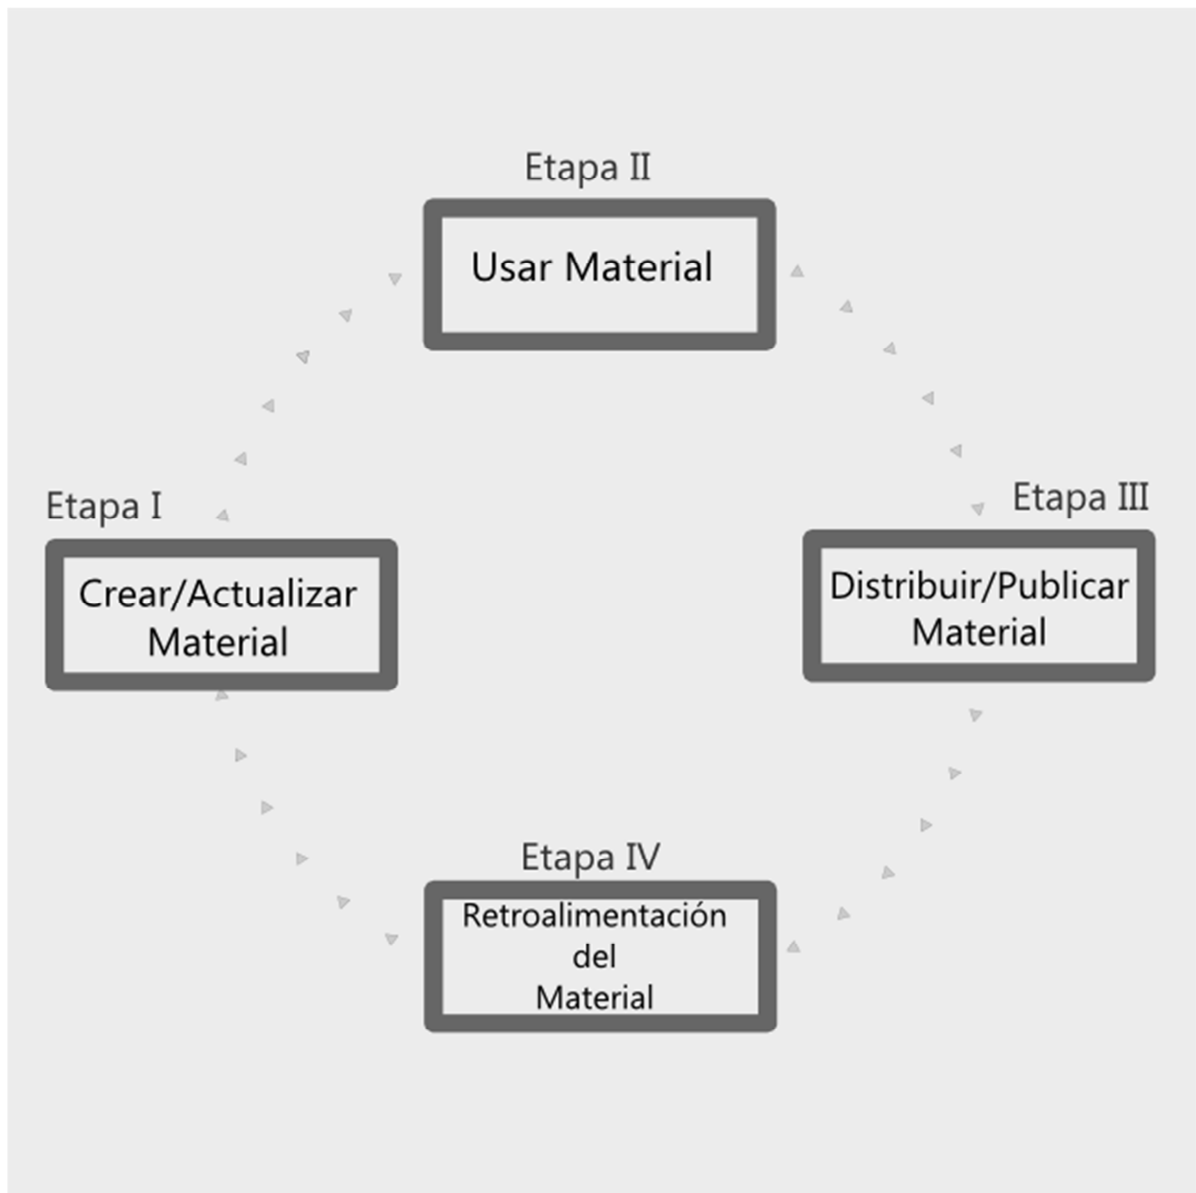 Etapa II
Usar Material
Etapa I
Crear/Actualizar
Material
Etapa III
Distribuir/Publicar
Material
Etapa IV
Retroalimentación
del
Material